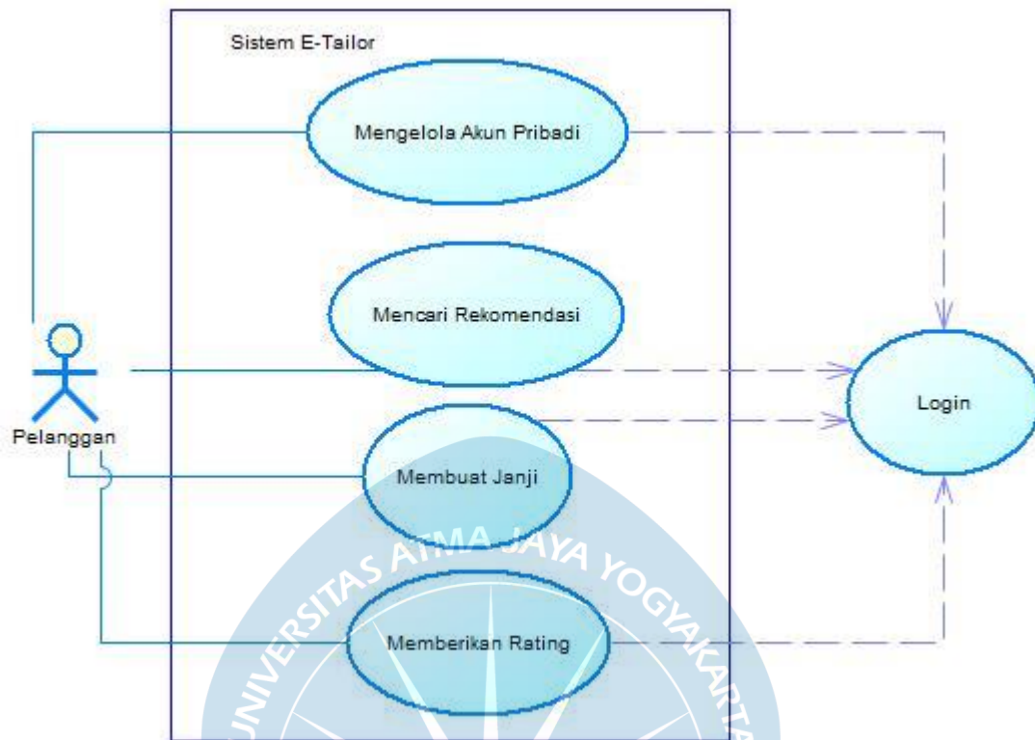 Sistem E-Tailor
Mengelola Akun Pribadi
Mencari Rekomendasi
Login
Pelanggan
Membuat Janji
UNIVERSITAS ATMA JAYA YOGYAKARTA
Memberikan Rating